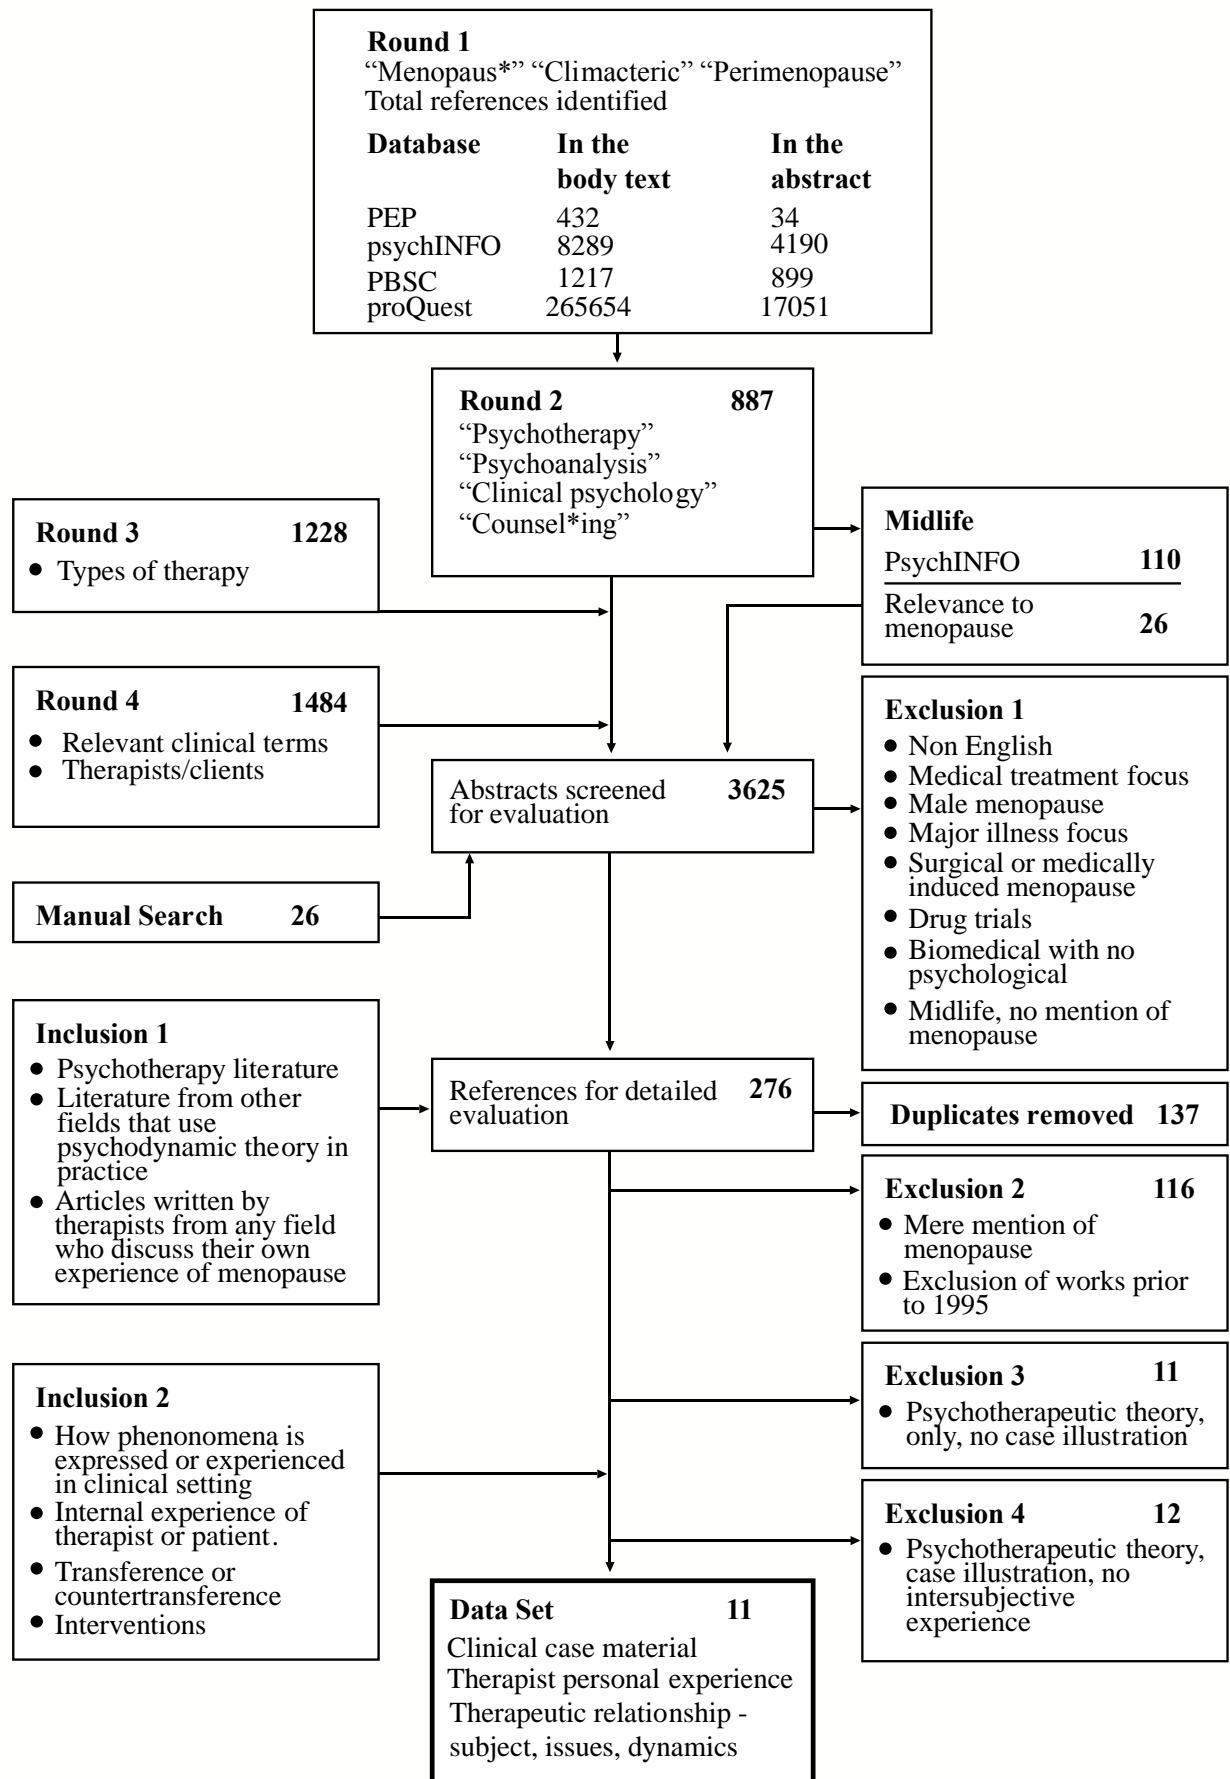 Round 1
“Menopaus*” “Climacteric” “Perimenopause”
Total references identified
Database In the body text In the abstract
PEP 432 34
psychINFO 8289 4190
PBSC 1217 899
proQuest 265654 17051
Round 2 887
“Psychotherapy”
“Psychoanalysis”
“Clinical psychology”
“Counsel*ing”
Round 3 1228
● Types of therapy
Midlife
PsychINFO 110
Relevance to
menopause 26
Round 4 1484
● Relevant clinical terms
● Therapists/clients
Abstracts screened 3625
for evaluation
Exclusion 1
● Non English
● Medical treatment focus
● Male menopause
● Major illness focus
● Surgical or medically
induced menopause
● Drug trials
● Biomedical with no
psychological
● Midlife, no mention of
menopause
Manual Search 26
Inclusion 1
● Psychotherapy literature
● Literature from other
fields that use
psychodynamic theory in
practice
● Articles written by
therapists from any field
who discuss their own
experience of menopause
References for detailed 276
evaluation
Duplicates removed 137
Exclusion 2 116
● Mere mention of
menopause
● Exclusion of works prior
to 1995
Inclusion 2
● How phenonomena is
expressed or experienced
in clinical setting
● Internal experience of
therapist or patient.
● Transference or
countertransference
● Interventions
Exclusion 3 11
● Psychotherapeutic theory,
only, no case illustration
Exclusion 4 12
● Psychotherapeutic theory,
case illustration, no
intersubjective
experience
Data Set 11
Clinical case material
Therapist personal experience
Therapeutic relationship -
subject, issues, dynamics